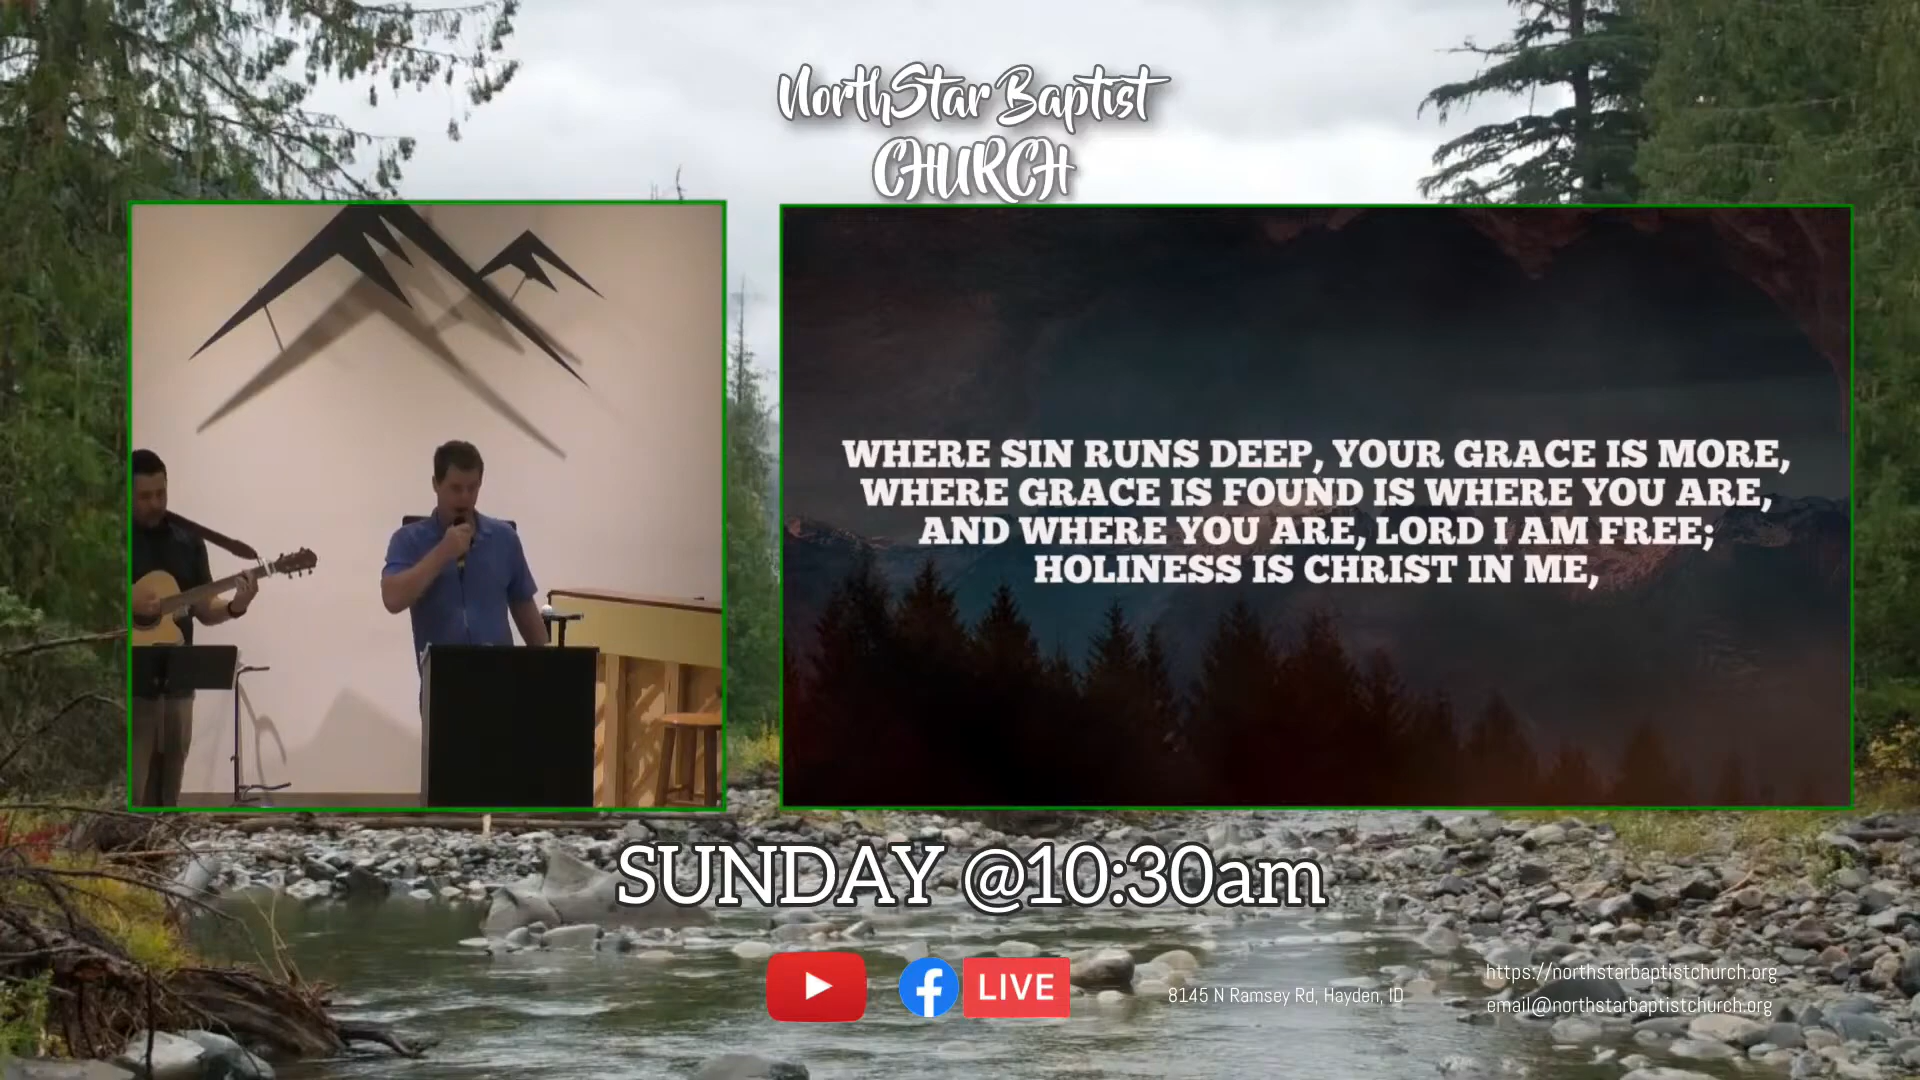 NorthStar Baptist
CHURCH
WHERE SIN RUNS DEEP, YOUR GRACE IS MORE,
WHERE GRACE IS FOUND IS WHERE YOU ARE,
AND WHERE YOU ARE, LORD I AM FREE;
HOLINESS IS CHRIST IN ME,
SUNDAY @10:30am
LIVE
8145 N Ramsey Rd, Hayden, ID
https://northstarbaptistchurch.org
email@northstarbaptistchurch.org